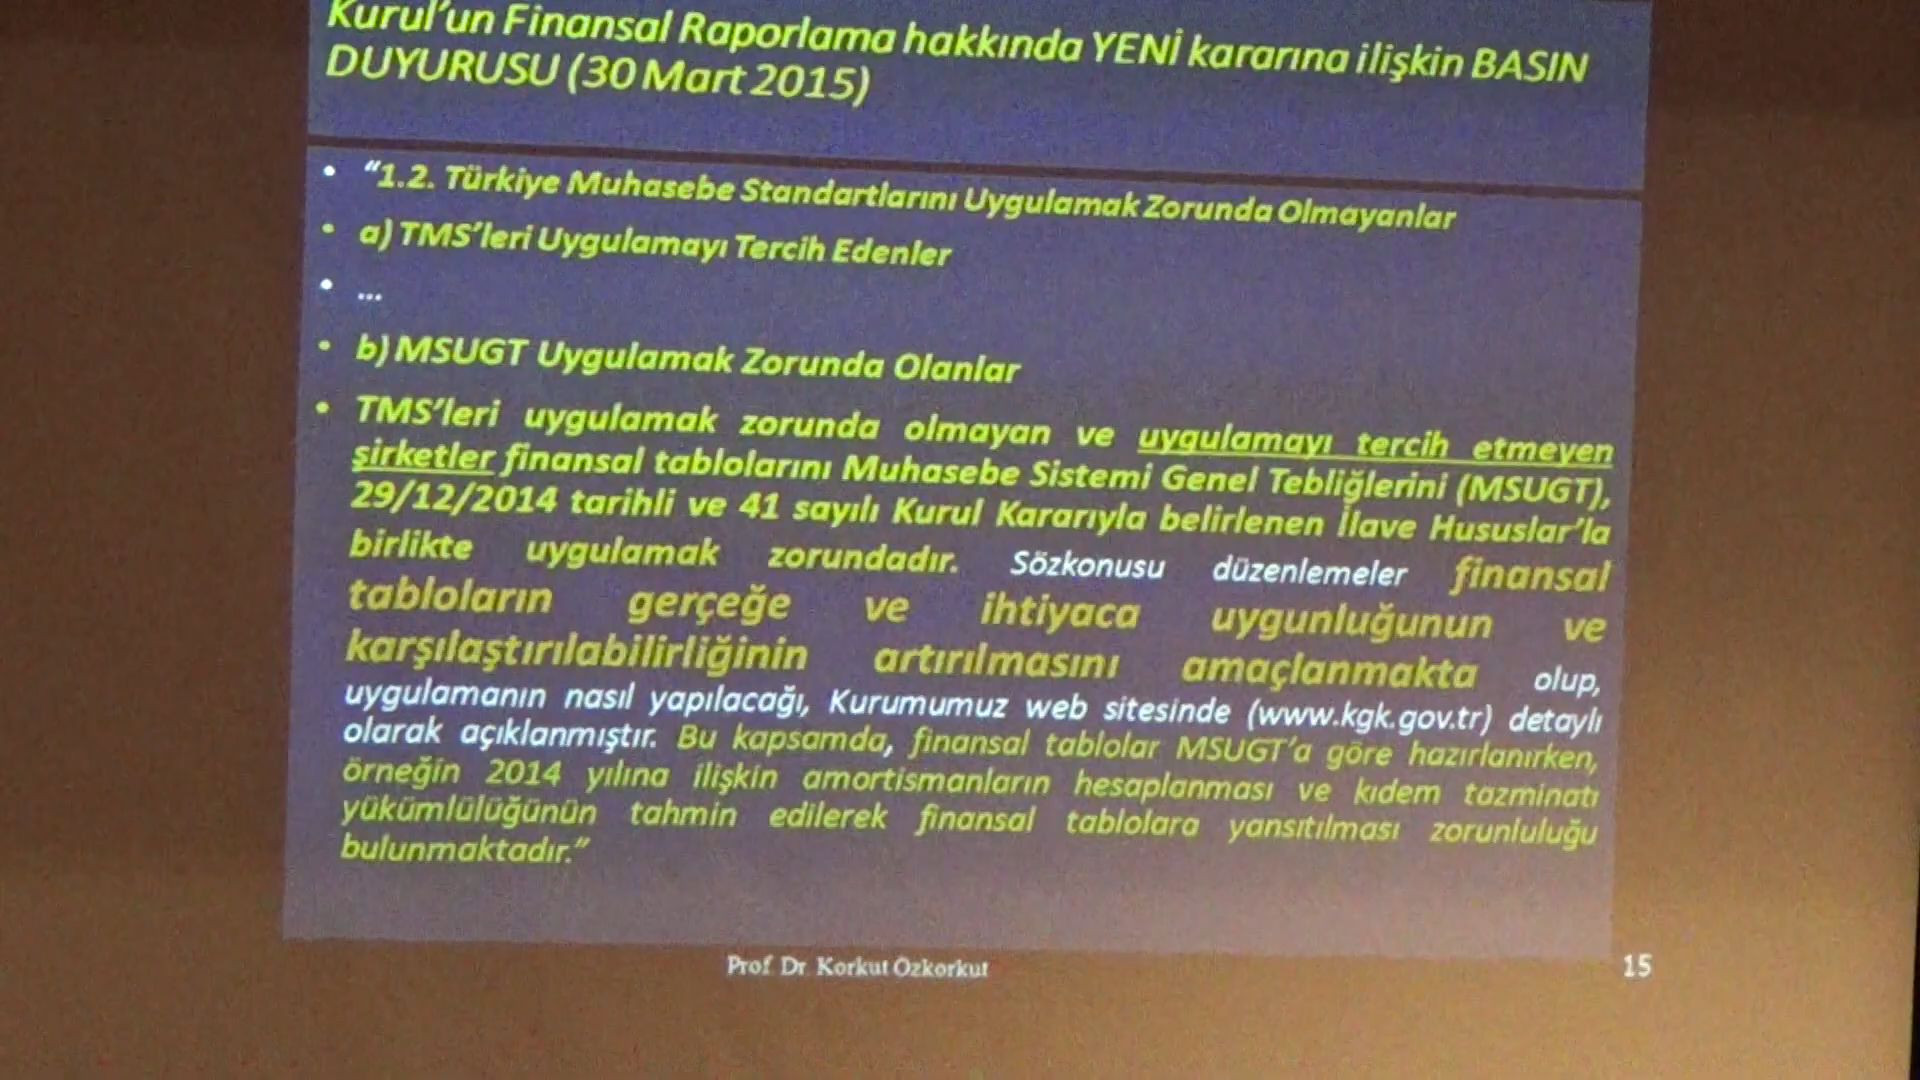 Kurul'un Finansal Raporlama hakkında YENİ kararına ilişkin BASIN
DUYURUSU (30 Mart 2015)
• "1.2. Türkiye Muhasebe Standartlarını Uygulamak Zorunda Olmayanlar
• a) TMS'leri Uygulamayı Tercih Edenler
• ...
• b) MSUGT Uygulamak Zorunda Olanlar
• TMS'leri uygulamak zorunda olmayan ve uygulamayı tercih etmeyen
şirketler finansal tablolarını Muhasebe Sistemi Genel Tebliğlerini (MSUGT),
29/12/2014 tarihli ve 41 sayılı Kurul Kararıyla belirlenen İlave Hususlar'la
birlikte uygulamak zorundadır. Sözkonusu düzenlemeler finansal
tabloların gerçeğe ve ihtiyaca uygunluğunun ve
karşılaştırılabilirliğinin artırılmasını amaçlanmakta olup,
uygulamanın nasıl yapılacağı, Kurumumuz web sitesinde (www.kgk.gov.tr) detaylı
olarak açıklanmıştır. Bu kapsamda, finansal tablolar MSUGT'a göre hazırlanırken,
örneğin 2014 yılına ilişkin amortismanların hesaplanması ve kıdem tazminatı
yükümlülüğünün tahmin edilerek finansal tablolara yansıtılması zorunluluğu
bulunmaktadır."
Prof. Dr. Korkut Özkorkut
15